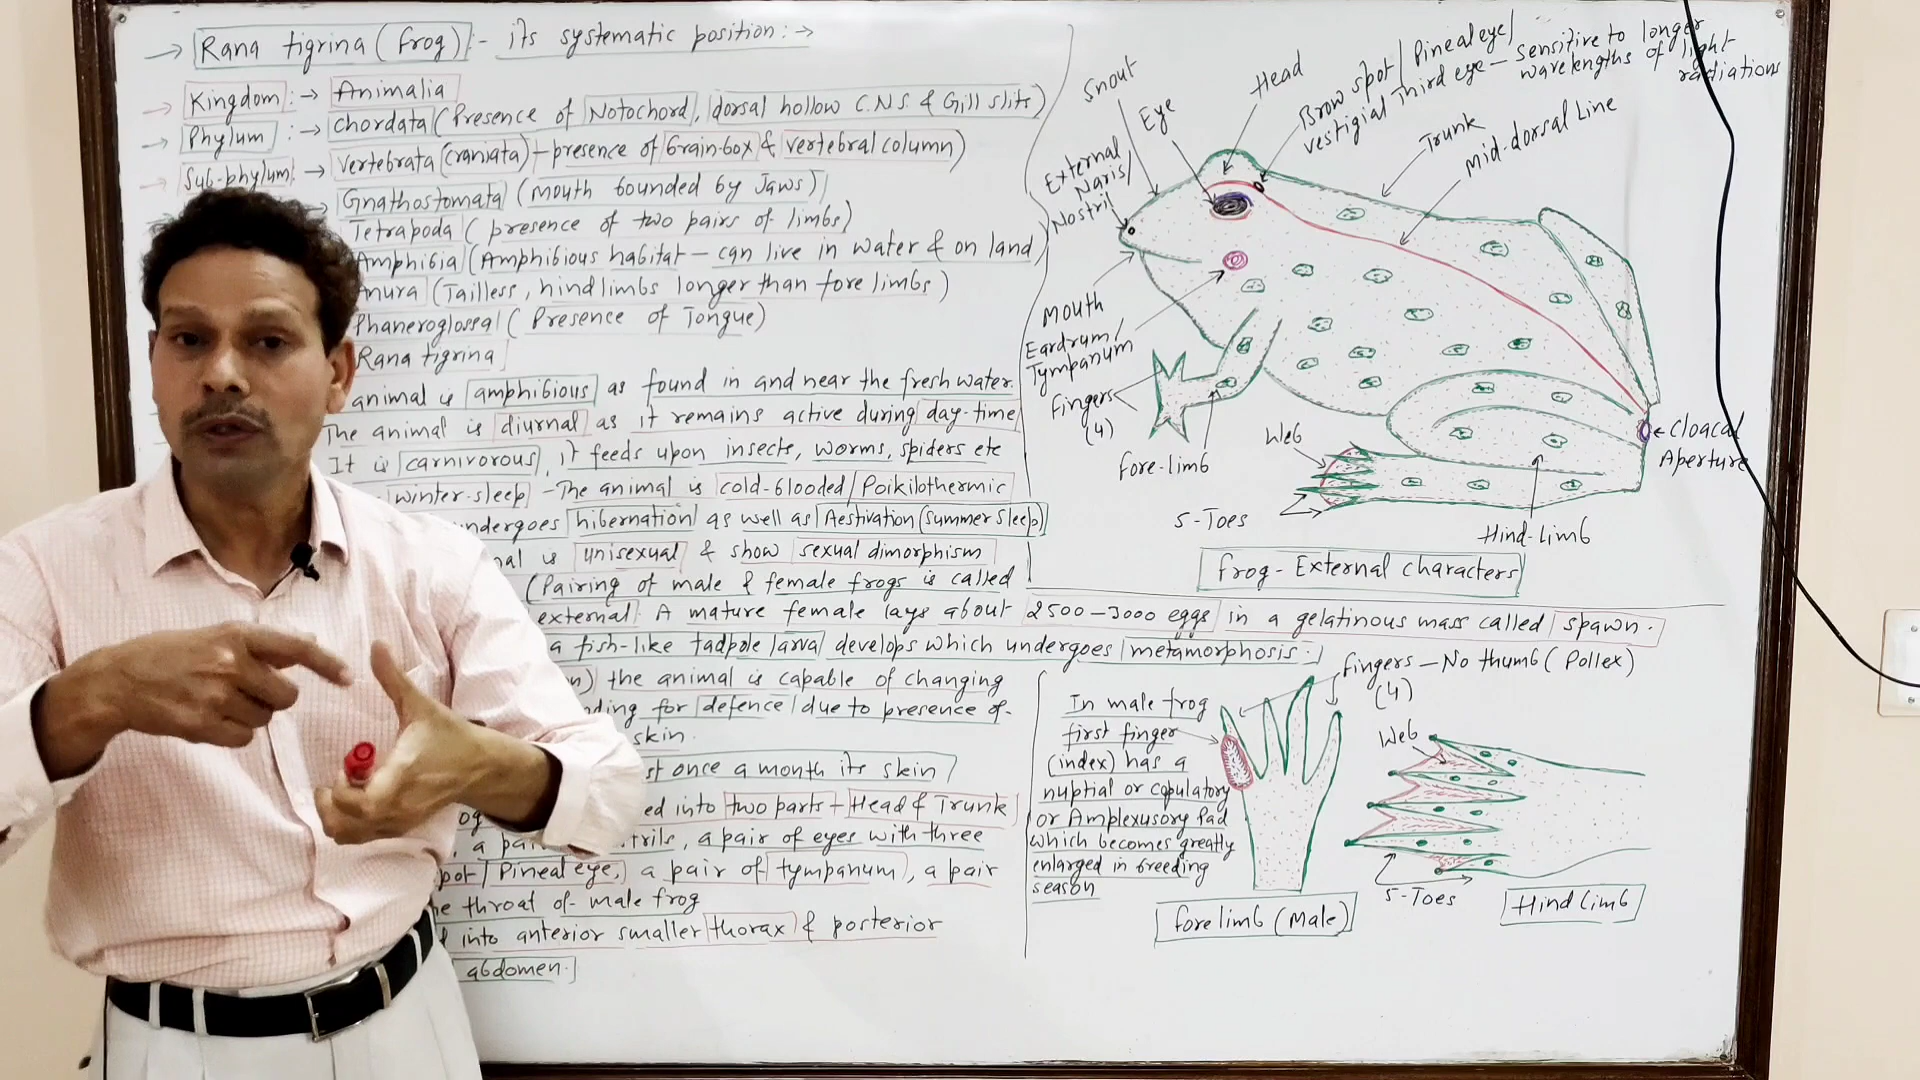 → Rana tigrina (frog) :- its systematic position :→
→ Kingdom :→ Animalia
→ Phylum :→ Chordata (Presence of Notochord, dorsal hollow C.N.S. & Gill slits)
→ Sub-phylum :→ Vertebrata (craniata) - presence of Brain-box & vertebral column)
→ Gnathostomata (mouth bounded by Jaws)
Tetrapoda (presence of two pairs of limbs)
Amphibia (Amphibious habitat - can live in water & on land)
Anura (Tailless, hind limbs longer than fore limbs)
Phaneroglossal (Presence of Tongue)
Rana tigrina
animal is amphibious as found in and near the fresh water.
The animal is diurnal as it remains active during day-time
It is carnivorous, it feeds upon insects, worms, spiders etc
winter-sleep - The animal is cold-blooded / Poikilothermic
undergoes hibernation as well as Aestivation (summer sleep)
is unisexual & show sexual dimorphism
(Pairing of male & female frogs is called
external. A mature female lays about 2500-3000 eggs in a gelatinous mass called spawn.
a fish-like tadpole larva develops which undergoes metamorphosis.
the animal is capable of changing
for defence due to presence of
skin.
once a month its skin
into two parts - Head & Trunk
a pair of eyes with three
Pineal eye, a pair of tympanum, a pair
throat of male frog
into anterior smaller thorax & posterior
abdomen.
Snout
Eye
Head
Brow spot / Pineal eye /
vestigial Third eye - sensitive to longer
wavelengths of light
radiations
Trunk
Mid-dorsal Line
External
Naris /
Nostril
Mouth
Eardrum /
Tympanum
fingers
(4)
fore-limb
Web
5-Toes
Hind-limb
Cloacal
Aperture
frog - External characters
In male frog
first finger
(index) has a
nuptial or copulatory
or Amplexusory Pad
which becomes greatly
enlarged in breeding
season
fingers - No thumb (Pollex)
(4)
fore limb (Male)
Web
5-Toes
Hind limb